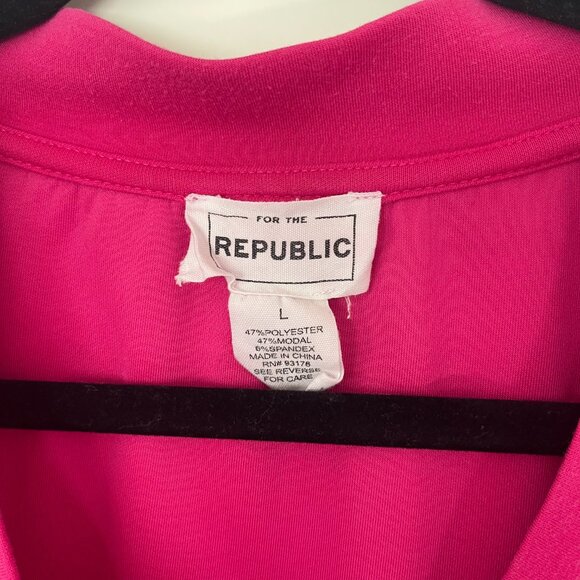 FOR THE
REPUBLIC
L
47%POLYESTER
47%MODAL
6%SPANDEX
MADE IN CHINA
RN# 93176
SEE REVERSE
FOR CARE